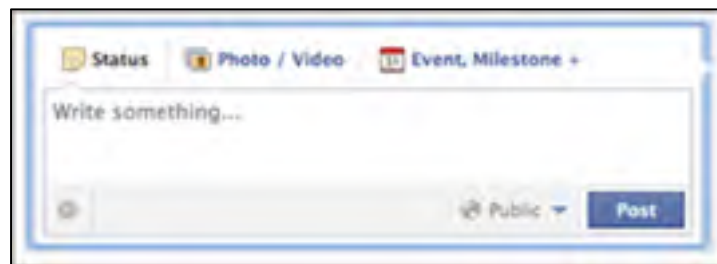 Status Photo / Video Event, Milestone +
Write something...
Public Post